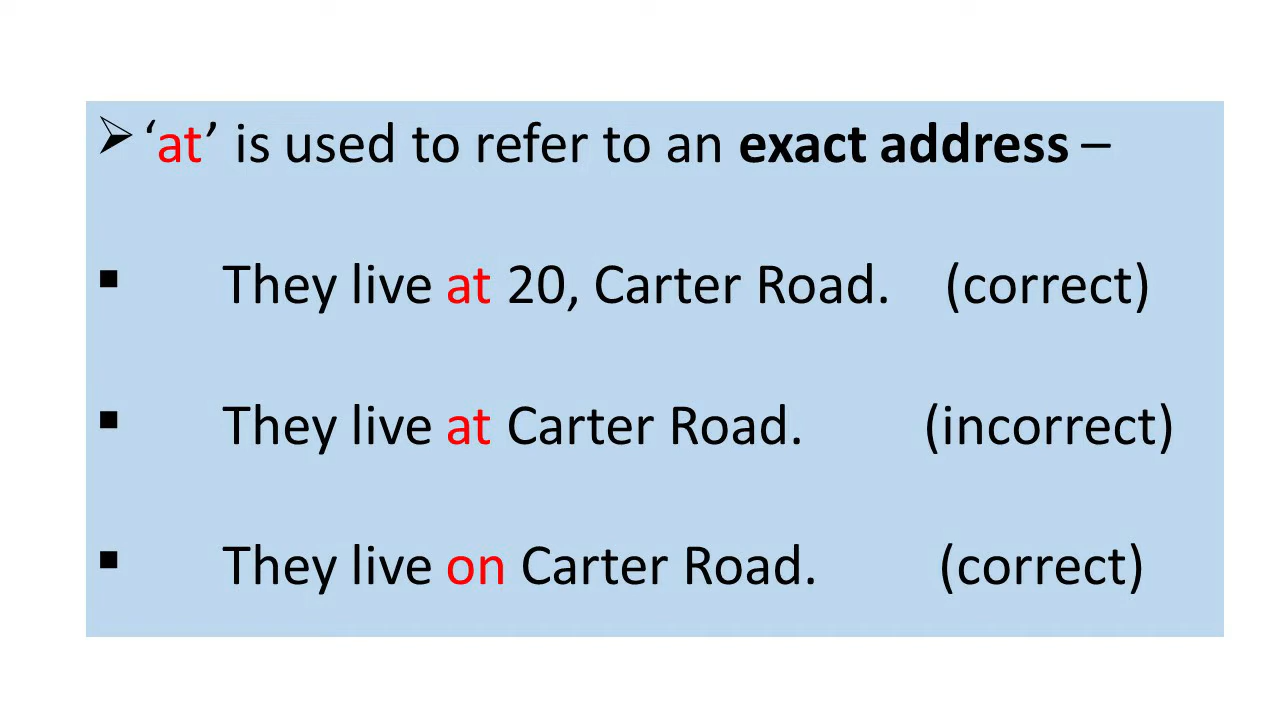 ➢ ‘at’ is used to refer to an exact address –
▪ They live at 20, Carter Road. (correct)
▪ They live at Carter Road. (incorrect)
▪ They live on Carter Road. (correct)